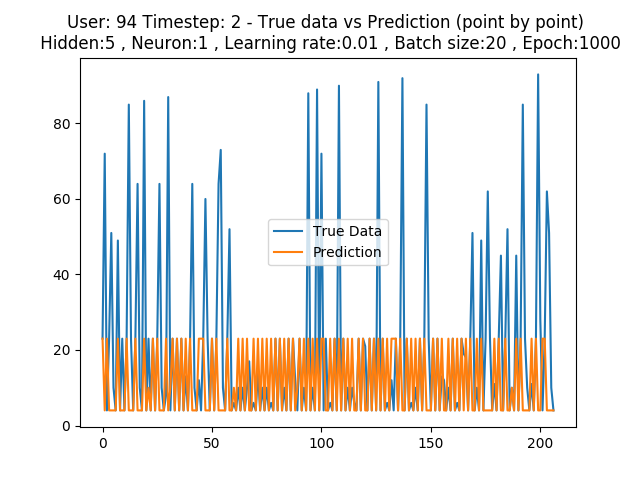 User: 94 Timestep: 2 - True data vs Prediction (point by point)
Hidden:5 , Neuron:1 , Learning rate:0.01 , Batch size:20 , Epoch:1000
80
60
40
20
0
True Data
Prediction
0
50
100
150
200